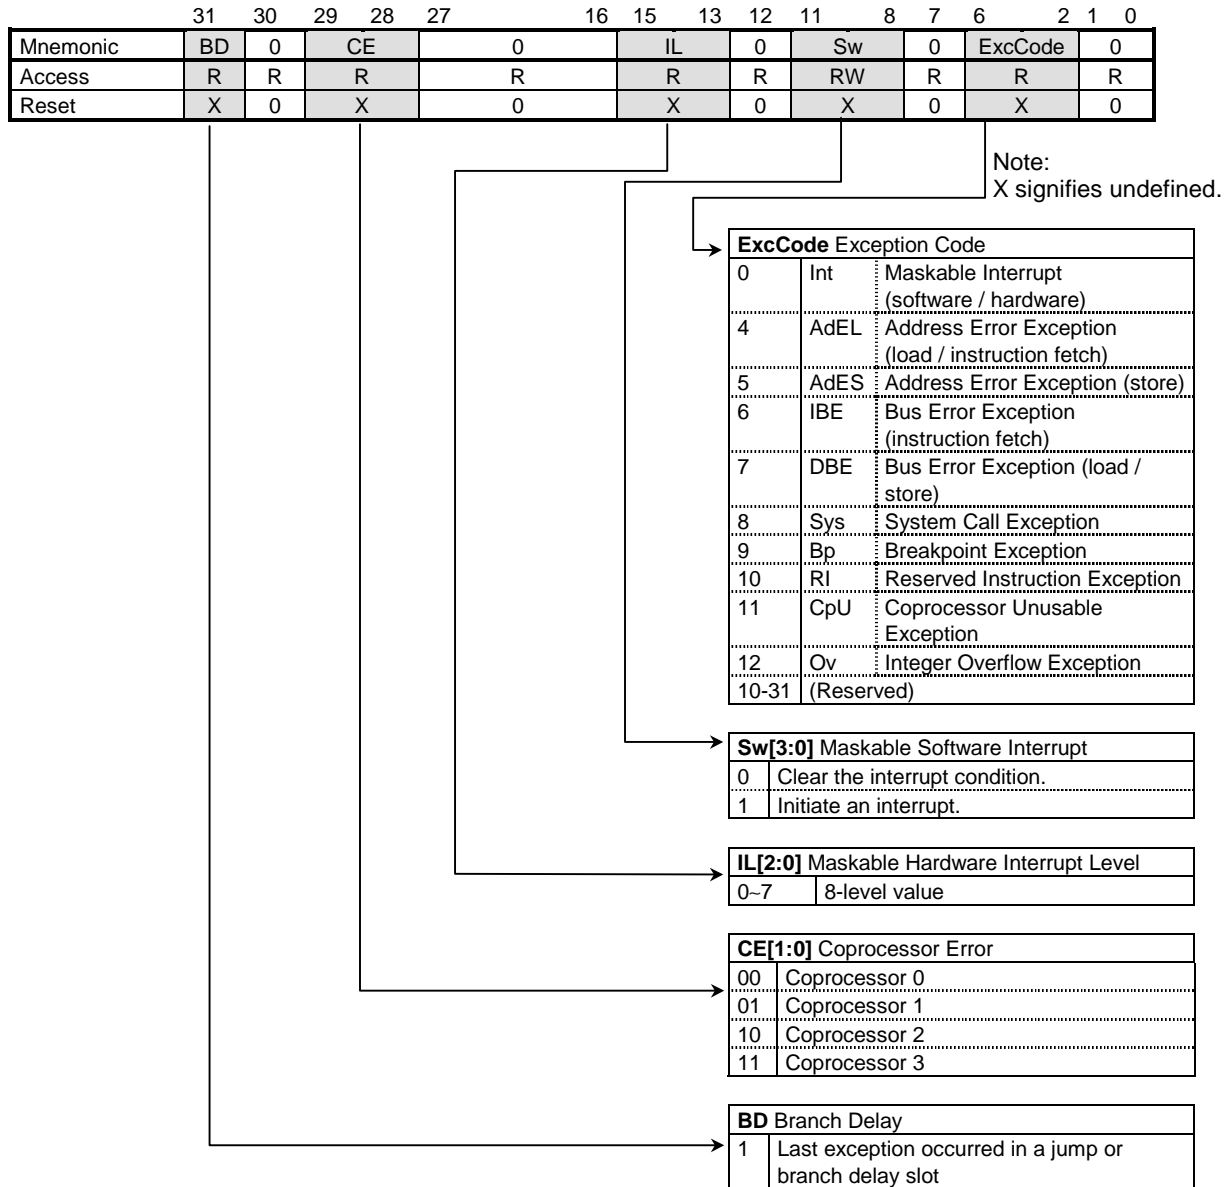 31 30 29 28 27 16 15 13 12 11 8 7 6 2 1 0
Mnemonic BD 0 CE 0 IL 0 Sw 0 ExcCode 0
Access R R R R R R RW R R R
Reset X 0 X 0 X 0 X 0 X 0
Note:
X signifies undefined.
ExcCode Exception Code
0 Int Maskable Interrupt
(software / hardware)
4 AdEL Address Error Exception
(load / instruction fetch)
5 AdES Address Error Exception (store)
6 IBE Bus Error Exception
(instruction fetch)
7 DBE Bus Error Exception (load /
store)
8 Sys System Call Exception
9 Bp Breakpoint Exception
10 RI Reserved Instruction Exception
11 CpU Coprocessor Unusable
Exception
12 Ov Integer Overflow Exception
10-31 (Reserved)
Sw[3:0] Maskable Software Interrupt
0 Clear the interrupt condition.
1 Initiate an interrupt.
IL[2:0] Maskable Hardware Interrupt Level
0~7 8-level value
CE[1:0] Coprocessor Error
00 Coprocessor 0
01 Coprocessor 1
10 Coprocessor 2
11 Coprocessor 3
BD Branch Delay
1 Last exception occurred in a jump or
branch delay slot